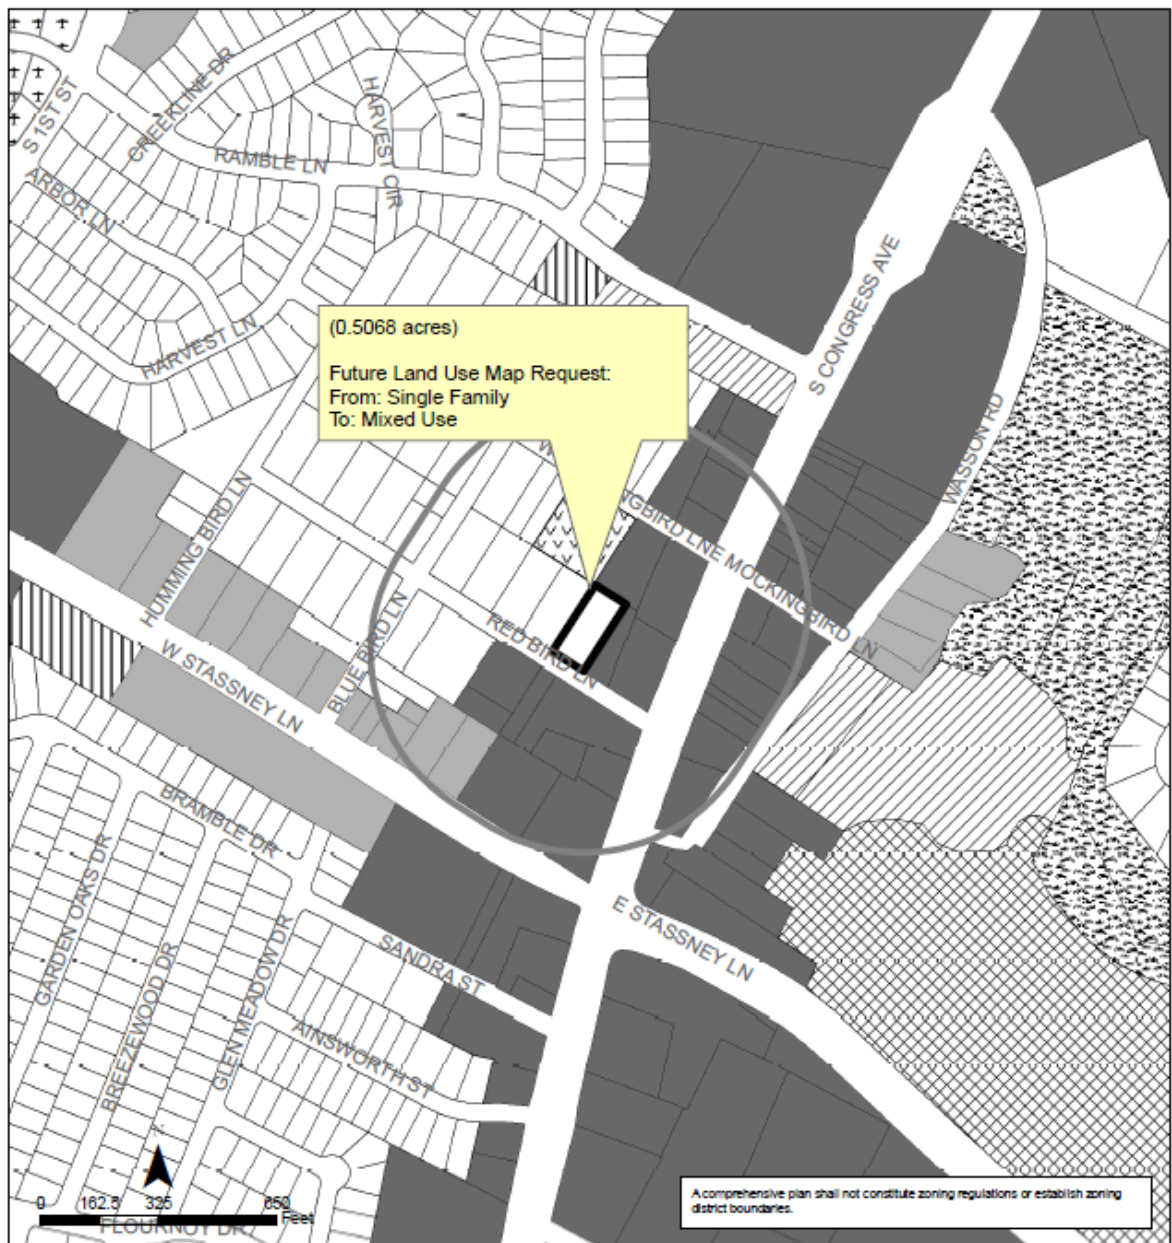 CREEKLINE DR
HARVEST CIR
S 1ST ST
RAMBLE LN
ARBOR LN
S CONGRESS AVE
HARVEST LN
(0.5068 acres)
Future Land Use Map Request:
From: Single Family
To: Mixed Use
WASSON RD
W
NGBIRD LN
E MOCKINGBIRD LN
HUMMING BIRD LN
BLUE BIRD LN
RED BIRD LN
W STASSNEY LN
BRAMBLE DR
GARDEN OAKS DR
BREEZEWOOD DR
GLEN MEADOW DR
SANDRA ST
E STASSNEY LN
AINSWORTH ST
N
0 162.5 325 650
Feet
FLOURNOY DR
A comprehensive plan shall not constitute zoning regulations or establish zoning
district boundaries.